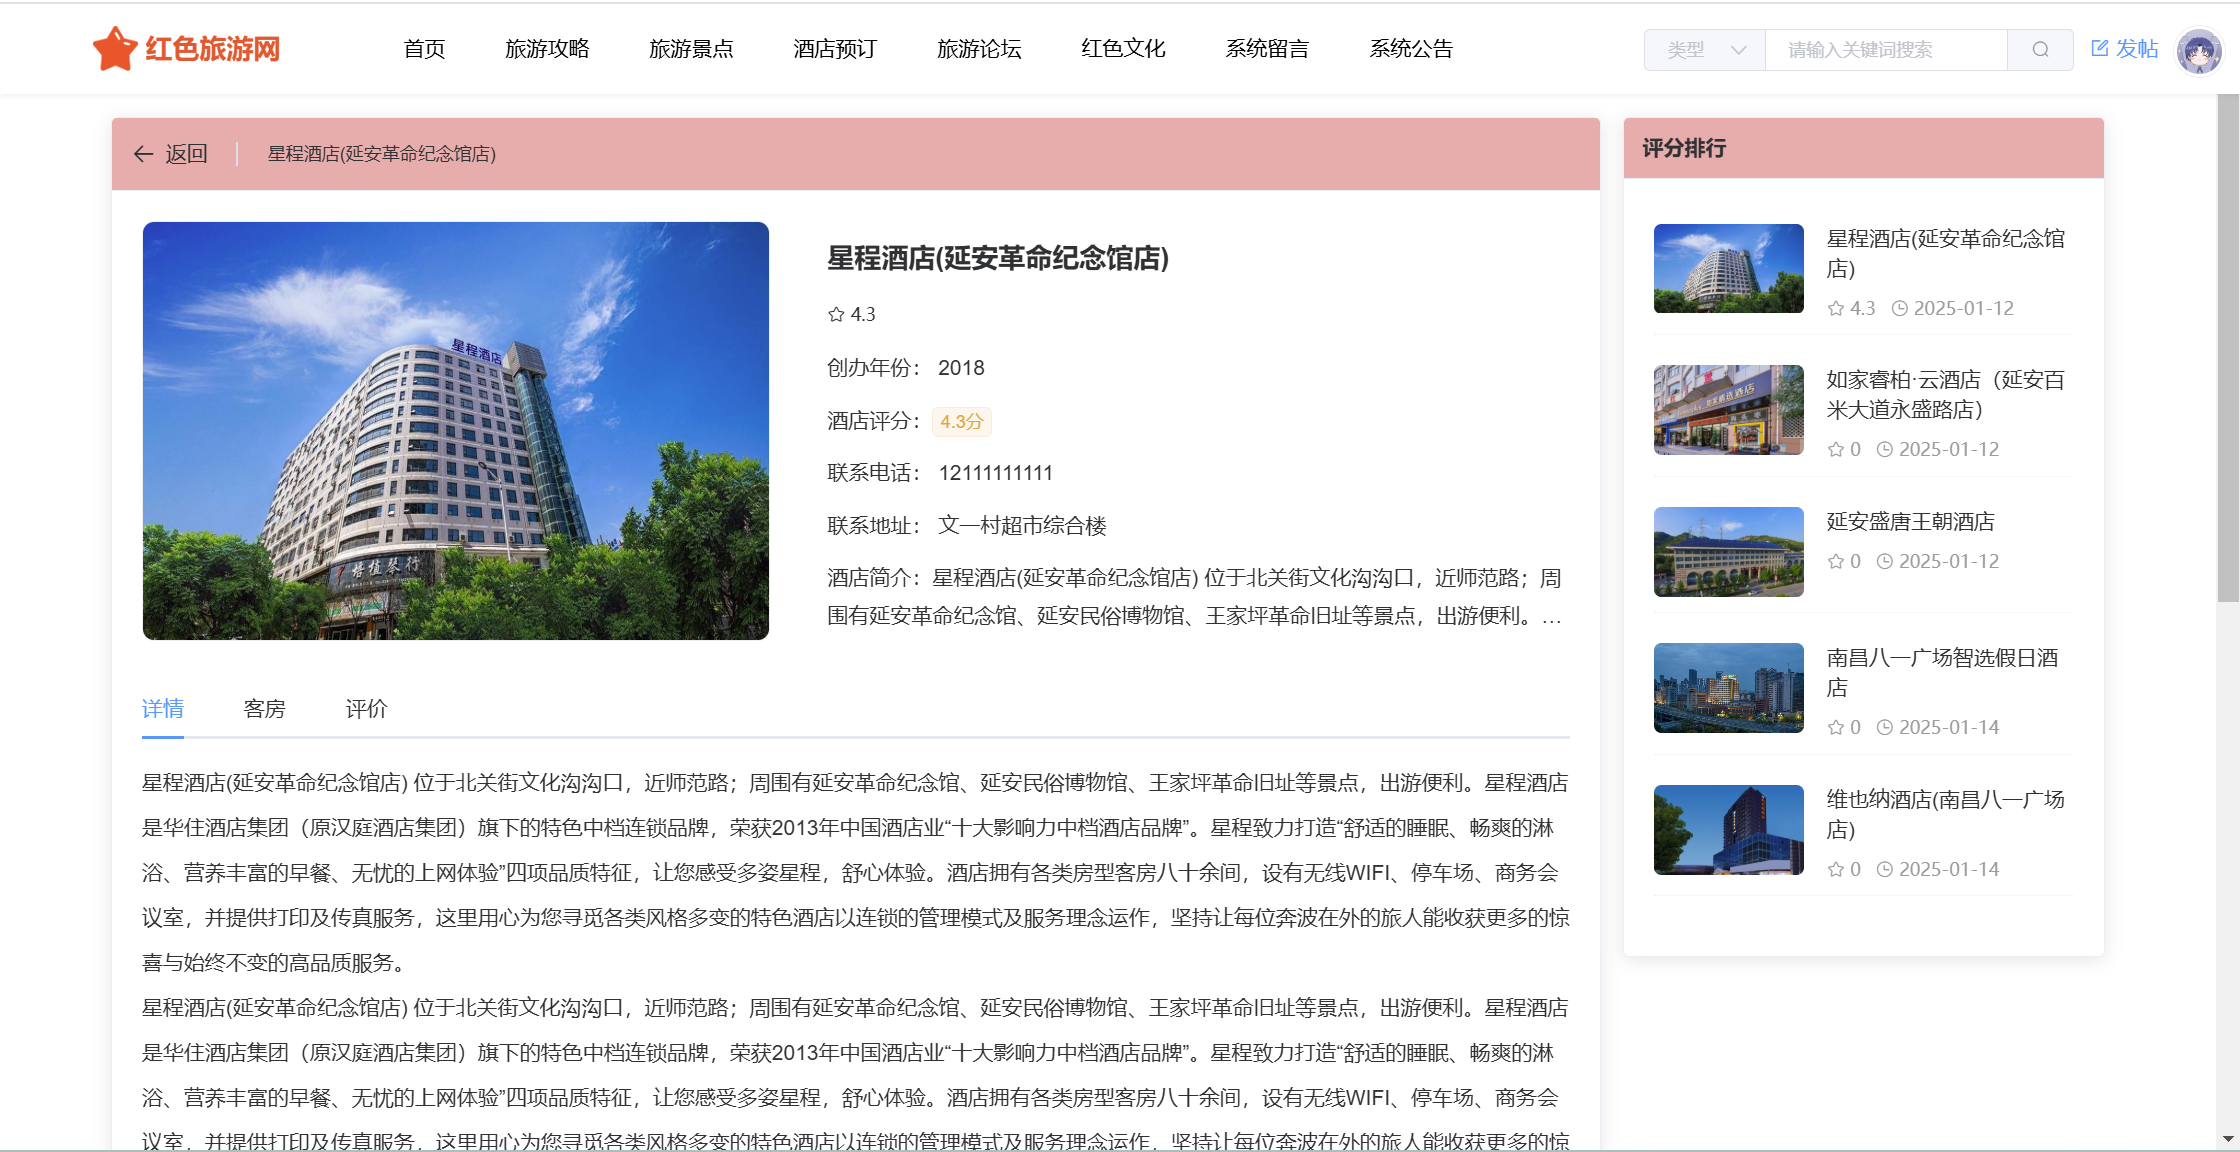 红色旅游网
首页
旅游攻略
旅游景点
酒店预订
旅游论坛
红色文化
系统留言
系统公告
类型
请输入关键词搜索
发帖
返回
星程酒店(延安革命纪念馆店)
星程酒店
培植琴行
星程酒店(延安革命纪念馆店)
4.3
创办年份： 2018
酒店评分： 4.3分
联系电话： 12111111111
联系地址： 文一村超市综合楼
酒店简介：星程酒店(延安革命纪念馆店) 位于北关街文化沟沟口，近师范路；周
围有延安革命纪念馆、延安民俗博物馆、王家坪革命旧址等景点，出游便利。…
详情
客房
评价
星程酒店(延安革命纪念馆店) 位于北关街文化沟沟口，近师范路；周围有延安革命纪念馆、延安民俗博物馆、王家坪革命旧址等景点，出游便利。星程酒店
是华住酒店集团（原汉庭酒店集团）旗下的特色中档连锁品牌，荣获2013年中国酒店业“十大影响力中档酒店品牌”。星程致力打造“舒适的睡眠、畅爽的淋
浴、营养丰富的早餐、无忧的上网体验”四项品质特征，让您感受多姿星程，舒心体验。酒店拥有各类房型客房八十余间，设有无线WIFI、停车场、商务会
议室，并提供打印及传真服务，这里用心为您寻觅各类风格多变的特色酒店以连锁的管理模式及服务理念运作，坚持让每位奔波在外的旅人能收获更多的惊
喜与始终不变的高品质服务。
星程酒店(延安革命纪念馆店) 位于北关街文化沟沟口，近师范路；周围有延安革命纪念馆、延安民俗博物馆、王家坪革命旧址等景点，出游便利。星程酒店
是华住酒店集团（原汉庭酒店集团）旗下的特色中档连锁品牌，荣获2013年中国酒店业“十大影响力中档酒店品牌”。星程致力打造“舒适的睡眠、畅爽的淋
浴、营养丰富的早餐、无忧的上网体验”四项品质特征，让您感受多姿星程，舒心体验。酒店拥有各类房型客房八十余间，设有无线WIFI、停车场、商务会
议室，并提供打印及传真服务，这里用心为您寻觅各类风格多变的特色酒店以连锁的管理模式及服务理念运作，坚持让每位奔波在外的旅人能收获更多的惊
评分排行
星程酒店(延安革命纪念馆
店)
4.3 2025-01-12
如家睿柏·云酒店（延安百
米大道永盛路店）
0 2025-01-12
延安盛唐王朝酒店
0 2025-01-12
南昌八一广场智选假日酒
店
0 2025-01-14
维也纳酒店(南昌八一广场
店)
0 2025-01-14